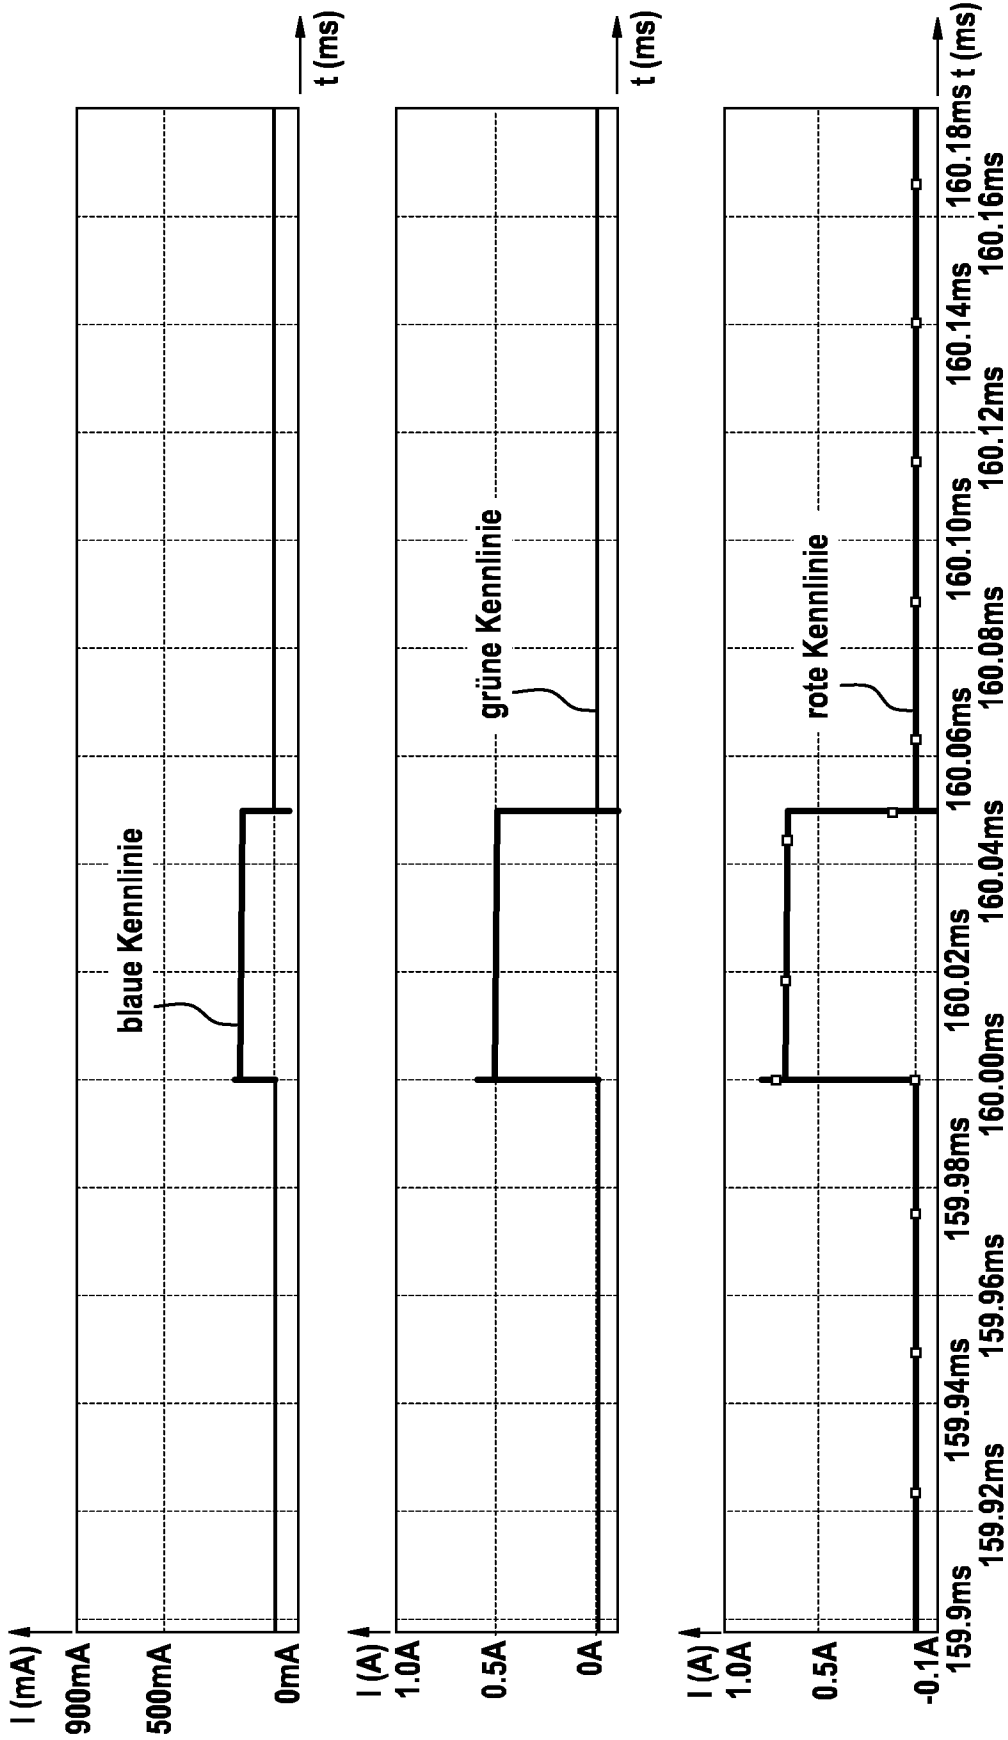 I (mA)
900mA
500mA
0mA
blaue Kennlinie
t (ms)
I (A)
1.0A
0.5A
0A
grüne Kennlinie
t (ms)
I (A)
1.0A
0.5A
-0.1A
rote Kennlinie
159.9ms
159.94ms
159.98ms
160.02ms
160.06ms
160.10ms
160.14ms
160.18ms
t (ms)
159.92ms
159.96ms
160.00ms
160.04ms
160.08ms
160.12ms
160.16ms